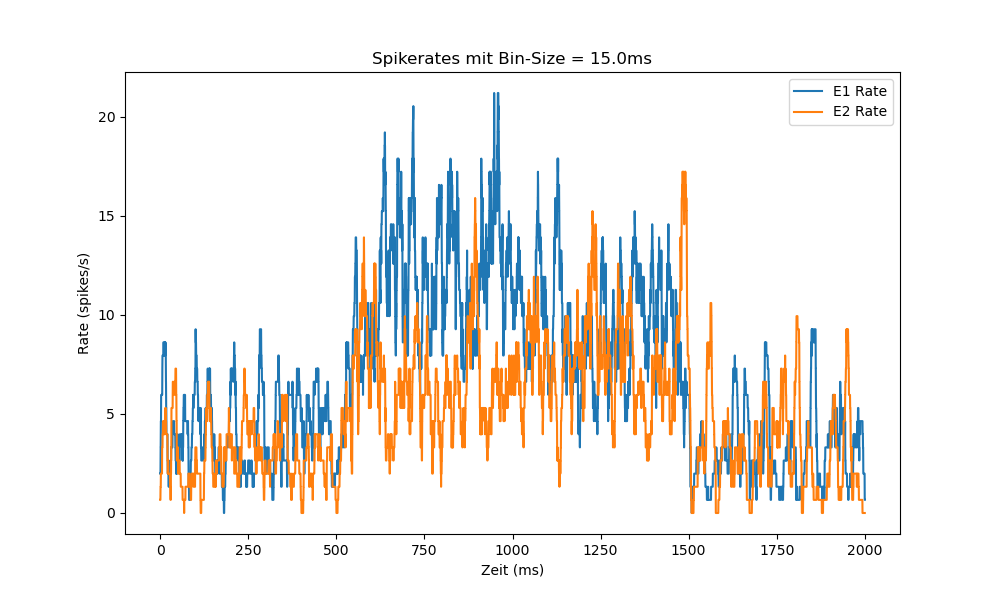 Spikerates mit Bin-Size = 15.0ms
E1 Rate
E2 Rate
20
15
10
5
0
Rate (spikes/s)
0 250 500 750 1000 1250 1500 1750 2000
Zeit (ms)